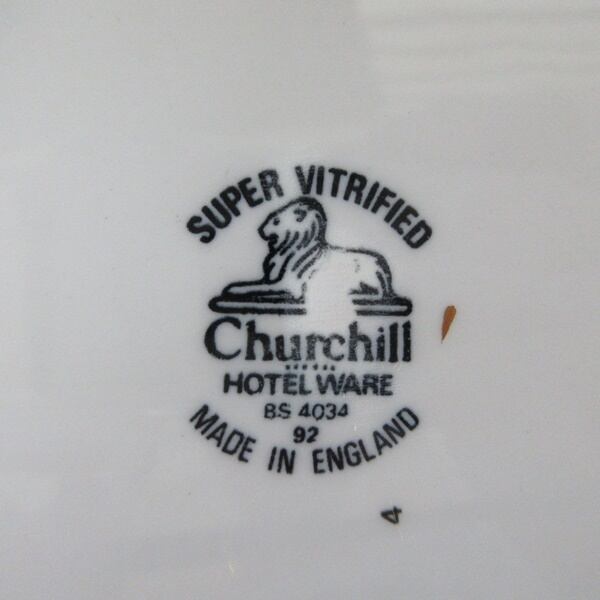 SUPER VITRIFIED
Churchill
HOTEL WARE
BS 4034
92
MADE IN ENGLAND
4